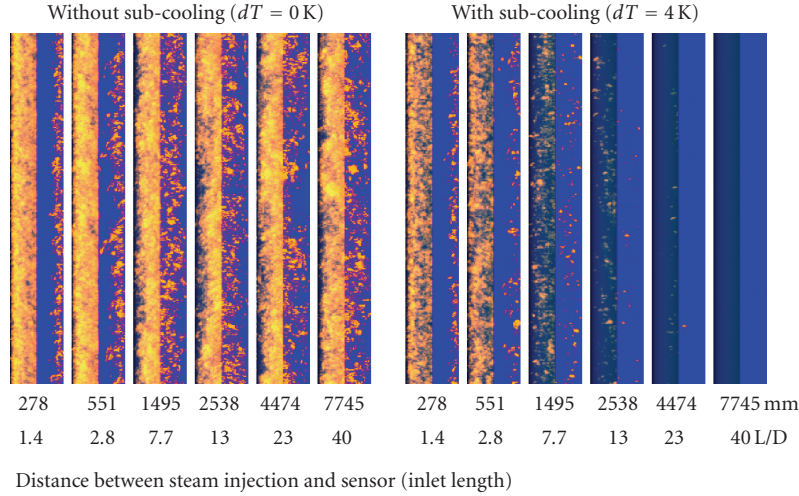 Without sub-cooling (dT = 0 K) With sub-cooling (dT = 4 K)
278 551 1495 2538 4474 7745 278 551 1495 2538 4474 7745 mm
1.4 2.8 7.7 13 23 40 1.4 2.8 7.7 13 23 40 L/D
Distance between steam injection and sensor (inlet length)